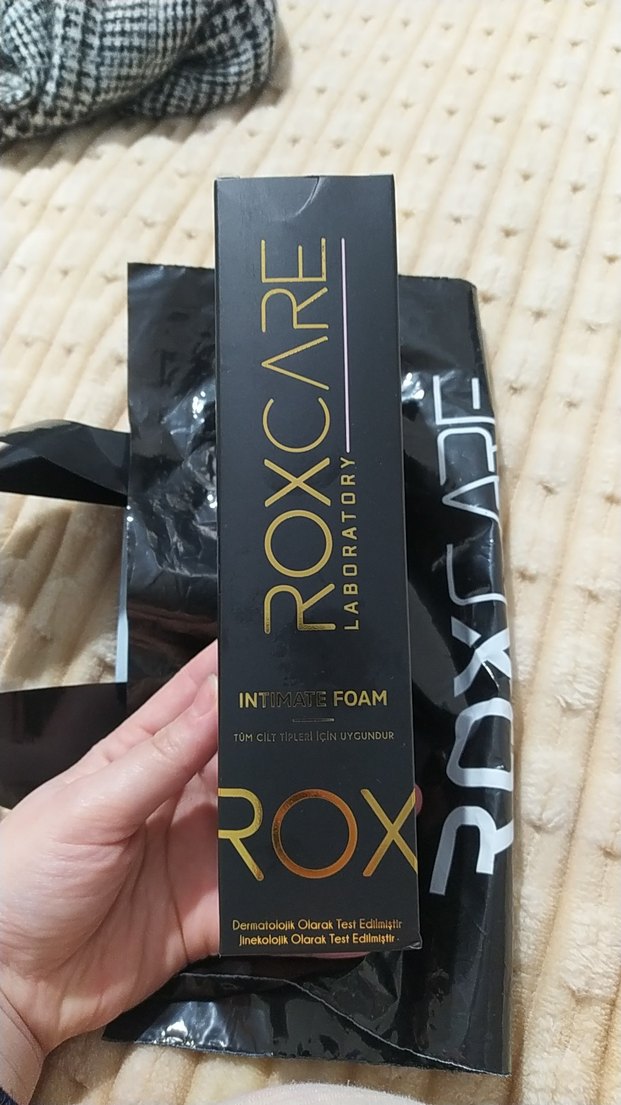 ROXCARE
LABORATORY
INTIMATE FOAM
TÜM CİLT TİPLERİ İÇİN UYGUNDUR
ROX
Dermatolojik Olarak Test Edilmiştir
Jinekolojik Olarak Test Edilmiştir
ROXCARE